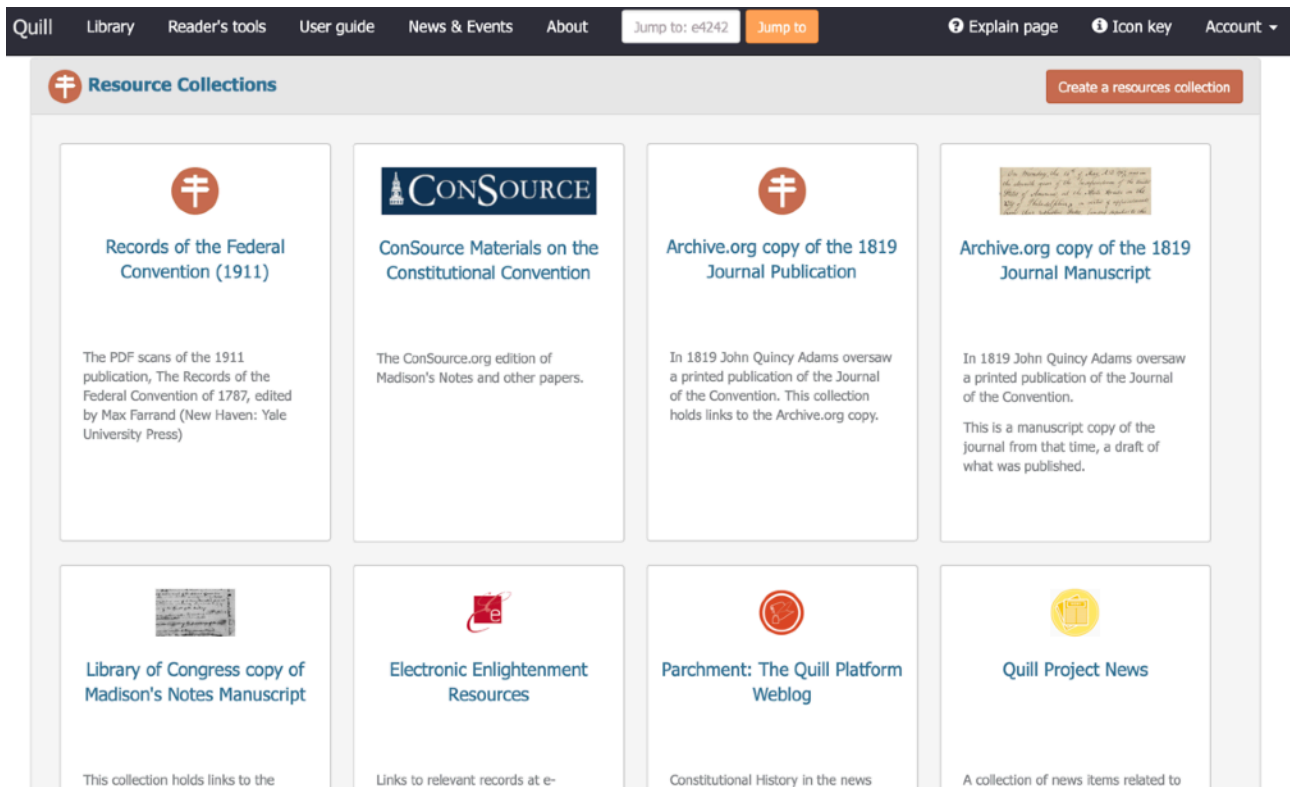 Quill Library Reader's tools User guide News & Events About Jump to: e4242 Jump to Explain page Icon key Account
Resource Collections
Create a resources collection
Records of the Federal
Convention (1911)
The PDF scans of the 1911
publication, The Records of the
Federal Convention of 1787, edited
by Max Farrand (New Haven: Yale
University Press)
CONSOURCE
ConSource Materials on the
Constitutional Convention
The ConSource.org edition of
Madison's Notes and other papers.
Archive.org copy of the 1819
Journal Publication
In 1819 John Quincy Adams oversaw
a printed publication of the Journal
of the Convention. This collection
holds links to the Archive.org copy.
Archive.org copy of the 1819
Journal Manuscript
In 1819 John Quincy Adams oversaw
a printed publication of the Journal
of the Convention.
This is a manuscript copy of the
journal from that time, a draft of
what was published.
Library of Congress copy of
Madison's Notes Manuscript
This collection holds links to the
e
Electronic Enlightenment
Resources
Links to relevant records at e-
Parchment: The Quill Platform
Weblog
Constitutional History in the news
Quill Project News
A collection of news items related to